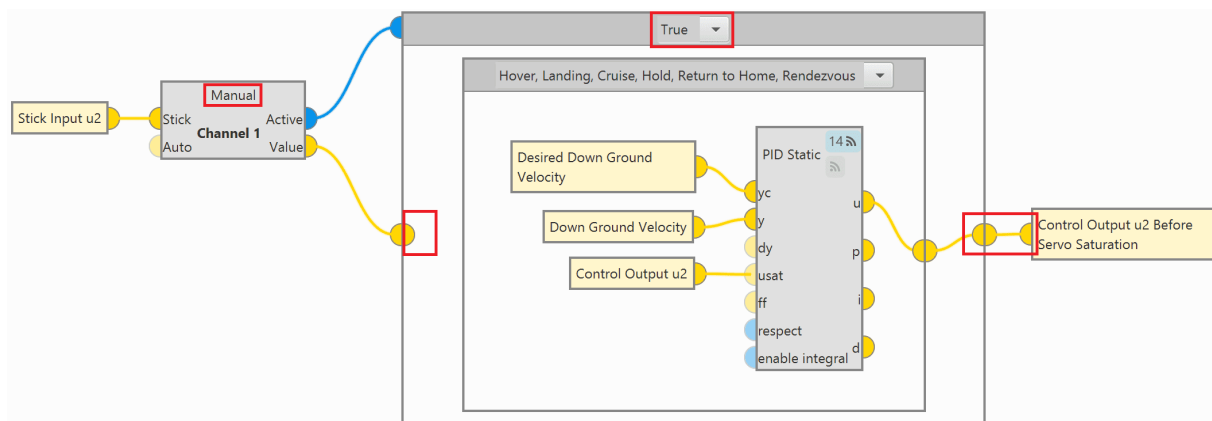 True
Hover, Landing, Cruise, Hold, Return to Home, Rendezvous
Manual
Stick Input u2
Stick
Active
Channel 1
Auto
Value
14
PID Static
Desired Down Ground
Velocity
yc
u
Down Ground Velocity
y
Control Output u2 Before
Servo Saturation
dy
p
Control Output u2
usat
ff
i
respect
d
enable integral